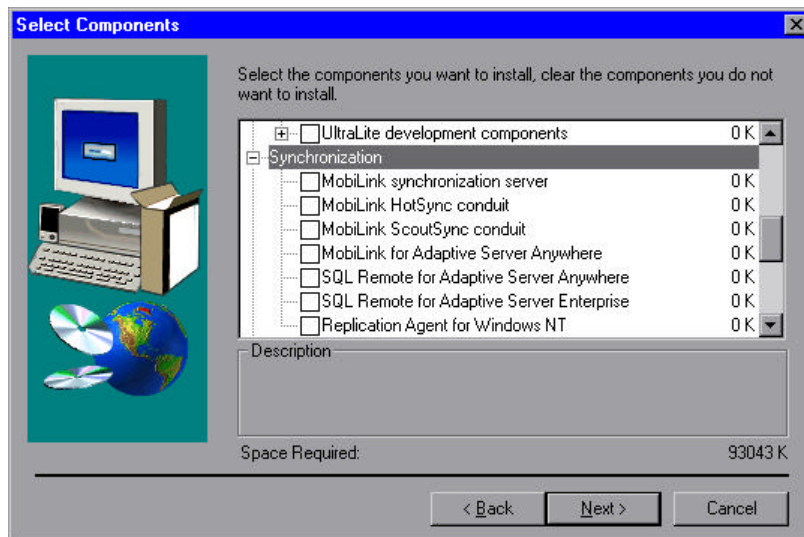 Select Components
Select the components you want to install, clear the components you do not
want to install.
UltraLite development components 0 K
Synchronization
MobiLink synchronization server 0 K
MobiLink HotSync conduit 0 K
MobiLink ScoutSync conduit 0 K
MobiLink for Adaptive Server Anywhere 0 K
SQL Remote for Adaptive Server Anywhere 0 K
SQL Remote for Adaptive Server Enterprise 0 K
Replication Agent for Windows NT 0 K
Description
Space Required: 93043 K
< Back Next > Cancel